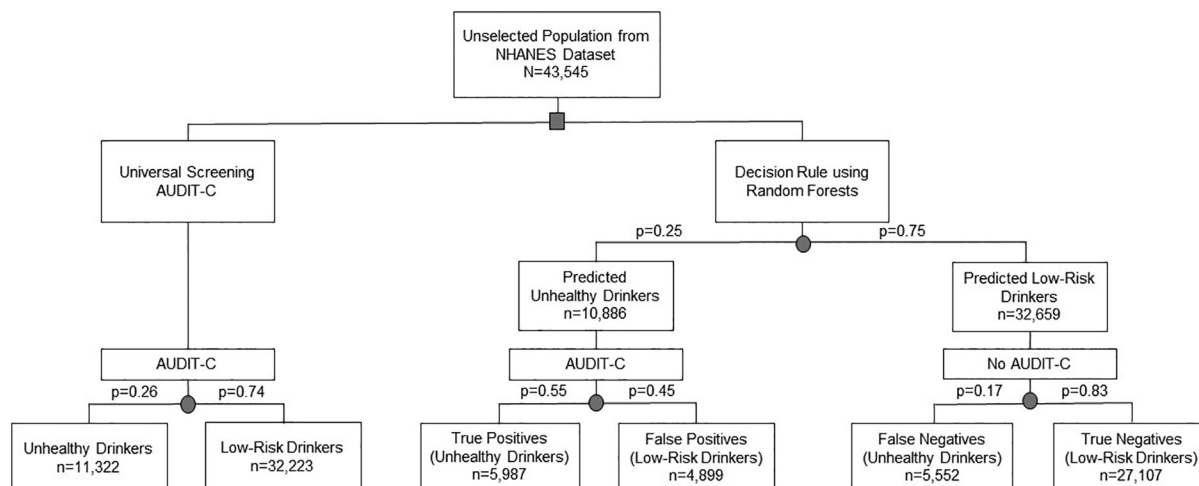 Unselected Population from
NHANES Dataset
N=43,545
Universal Screening
AUDIT-C
Decision Rule using
Random Forests
p=0.25
p=0.75
Predicted
Unhealthy Drinkers
n=10,886
Predicted Low-Risk
Drinkers
n=32,659
AUDIT-C
AUDIT-C
No AUDIT-C
p=0.26
p=0.74
p=0.55
p=0.45
p=0.17
p=0.83
Unhealthy Drinkers
n=11,322
Low-Risk Drinkers
n=32,223
True Positives
(Unhealthy Drinkers)
n=5,987
False Positives
(Low-Risk Drinkers)
n=4,899
False Negatives
(Unhealthy Drinkers)
n=5,552
True Negatives
(Low-Risk Drinkers)
n=27,107